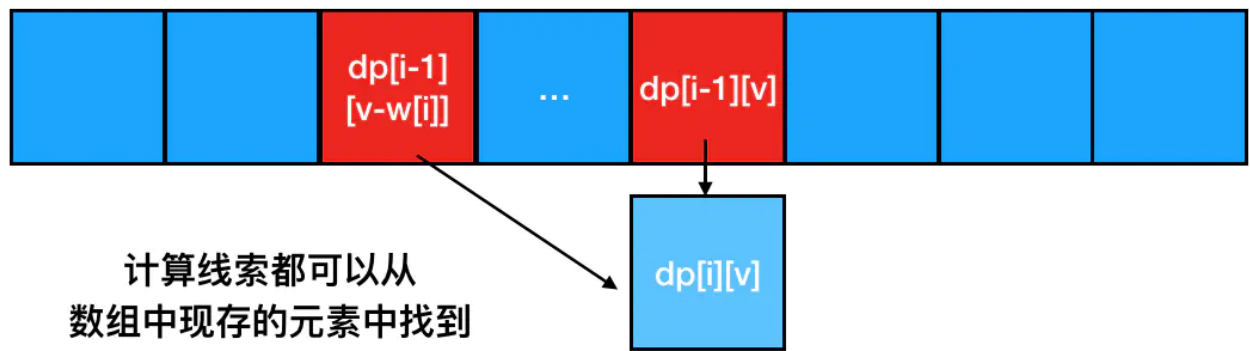 dp[i-1]
[v-w[i]]
...
dp[i-1][v]
dp[i][v]
计算线索都可以从
数组中现存的元素中找到